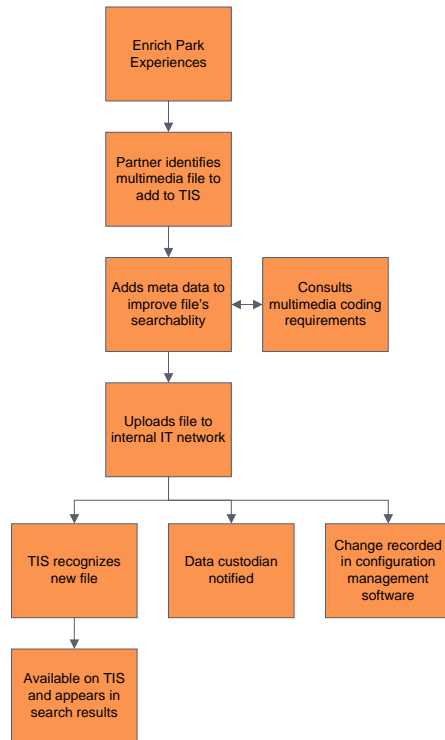 Enrich Park
Experiences
Partner identifies
multimedia file to
add to TIS
Adds meta data to
improve file's
searchablity
Consults
multimedia coding
requirements
Uploads file to
internal IT network
TIS recognizes
new file
Data custodian
notified
Change recorded
in configuration
management
software
Available on TIS
and appears in
search results